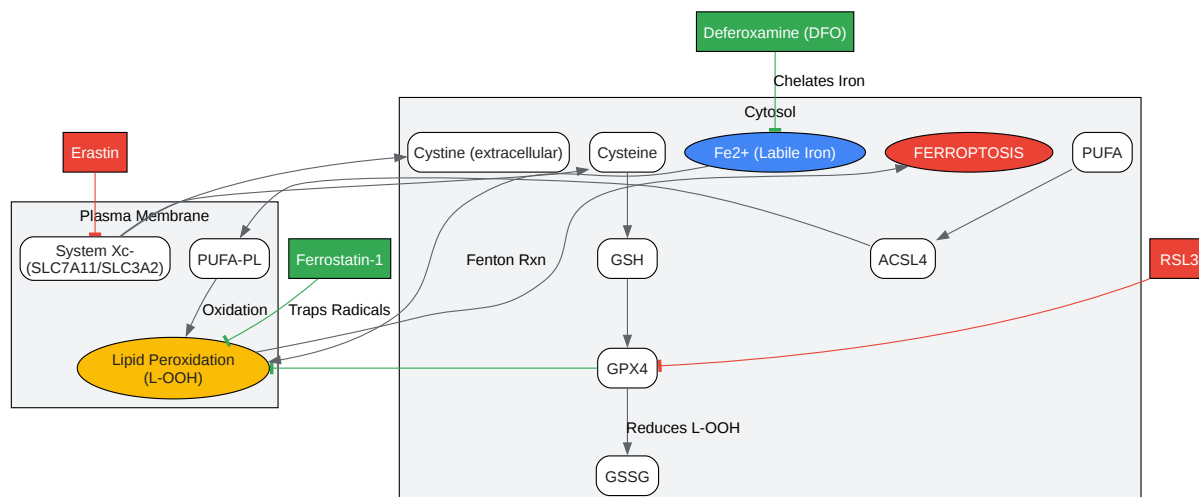 Deferoxamine (DFO)
Chelates Iron
Cytosol
Erastin
Cystine (extracellular)
Cysteine
Fe2+ (Labile Iron)
FERROPTOSIS
PUFA
Plasma Membrane
System Xc-
(SLC7A11/SLC3A2)
PUFA-PL
Ferrostatin-1
Fenton Rxn
GSH
ACSL4
RSL3
Oxidation
Traps Radicals
Lipid Peroxidation
(L-OOH)
GPX4
Reduces L-OOH
GSSG